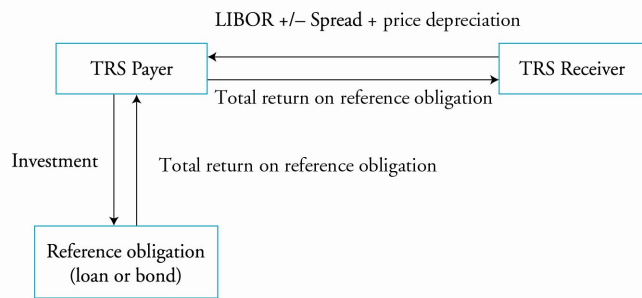 LIBOR +/– Spread + price depreciation
TRS Payer
TRS Receiver
Total return on reference obligation
Investment
Total return on reference obligation
Reference obligation
(loan or bond)